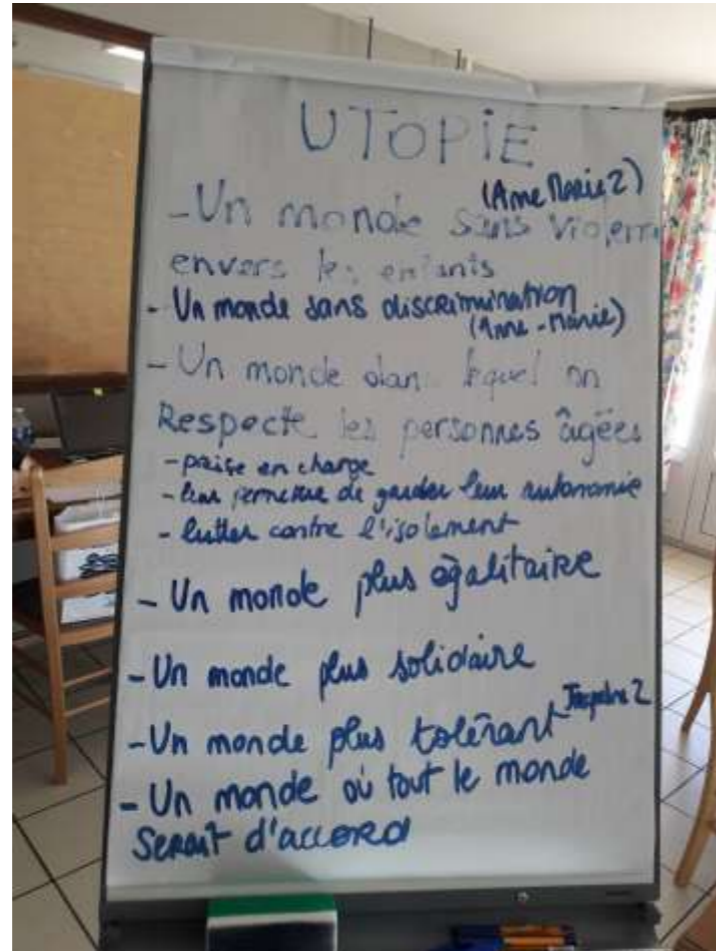 UTOPiE
(Anne Marie 2)
- Un monde sans violence
envers les enfants
- Un monde sans discrimination
(Anne-Marie)
- Un monde dans lequel on
Respecte les personnes âgées
- prise en charge
- leur permettre de garder leur autonomie
- lutter contre l'isolement
- Un monde plus égalitaire
- Un monde plus solidaire
- Un monde plus tolérant
- Un monde où tout le monde
serait d'accord